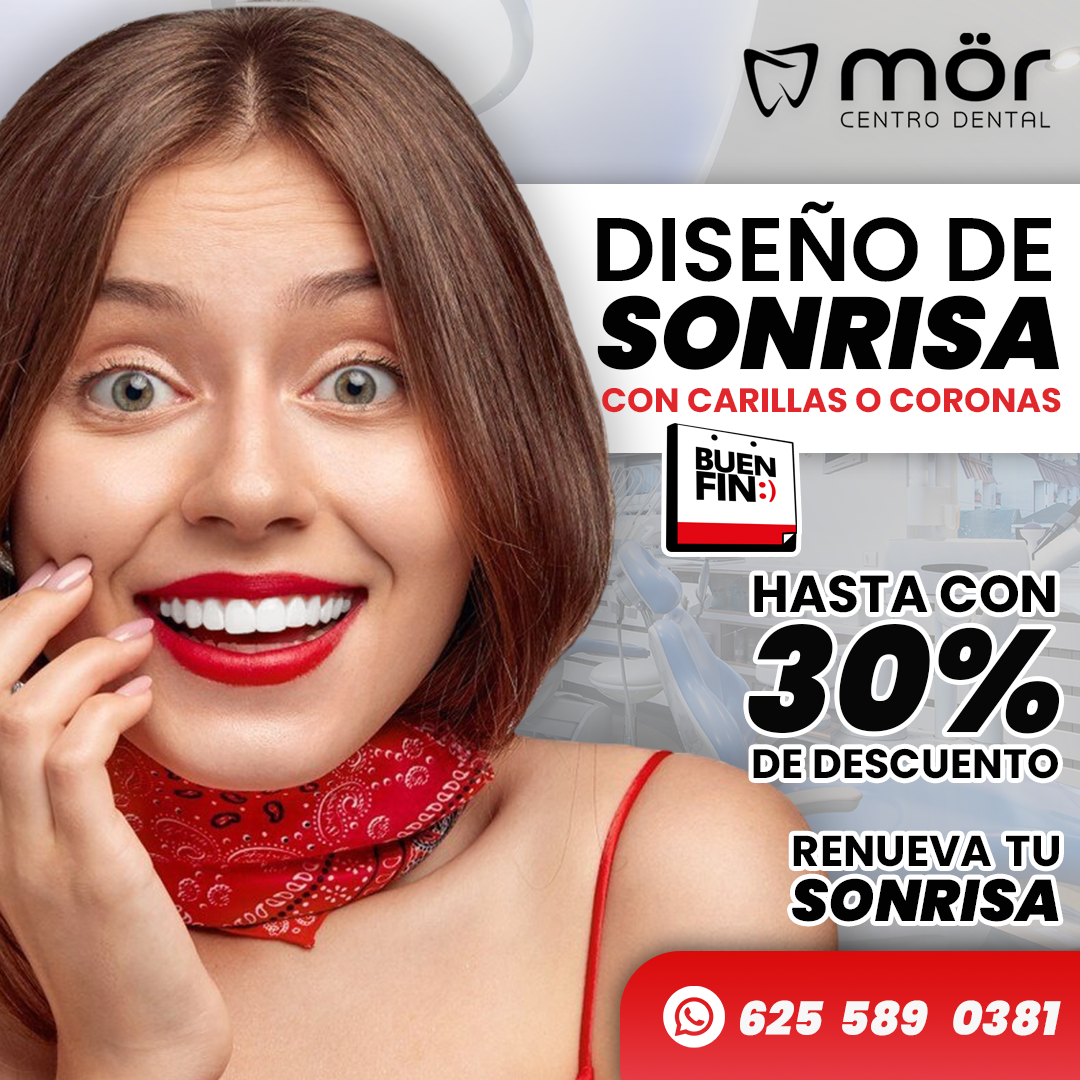 mör
CENTRO DENTAL
DISEÑO DE
SONRISA
CON CARILLAS O CORONAS
BUEN
FIN:)
HASTA CON
30%
DE DESCUENTO
RENUEVA TU
SONRISA
625 589 0381